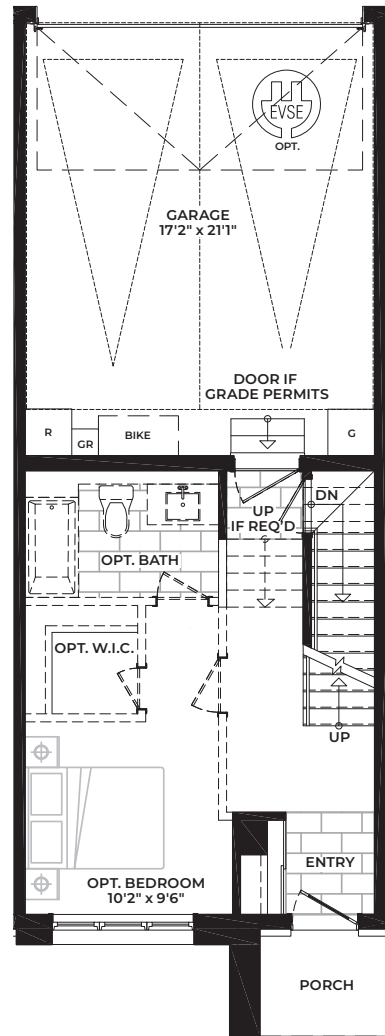 EVSE
OPT.
GARAGE
17'2" x 21'1"
DOOR IF
GRADE PERMITS
R
GR
BIKE
G
DN
UP
IF REQ'D
OPT. BATH
OPT. W.I.C.
UP
ENTRY
OPT. BEDROOM
10'2" x 9'6"
PORCH